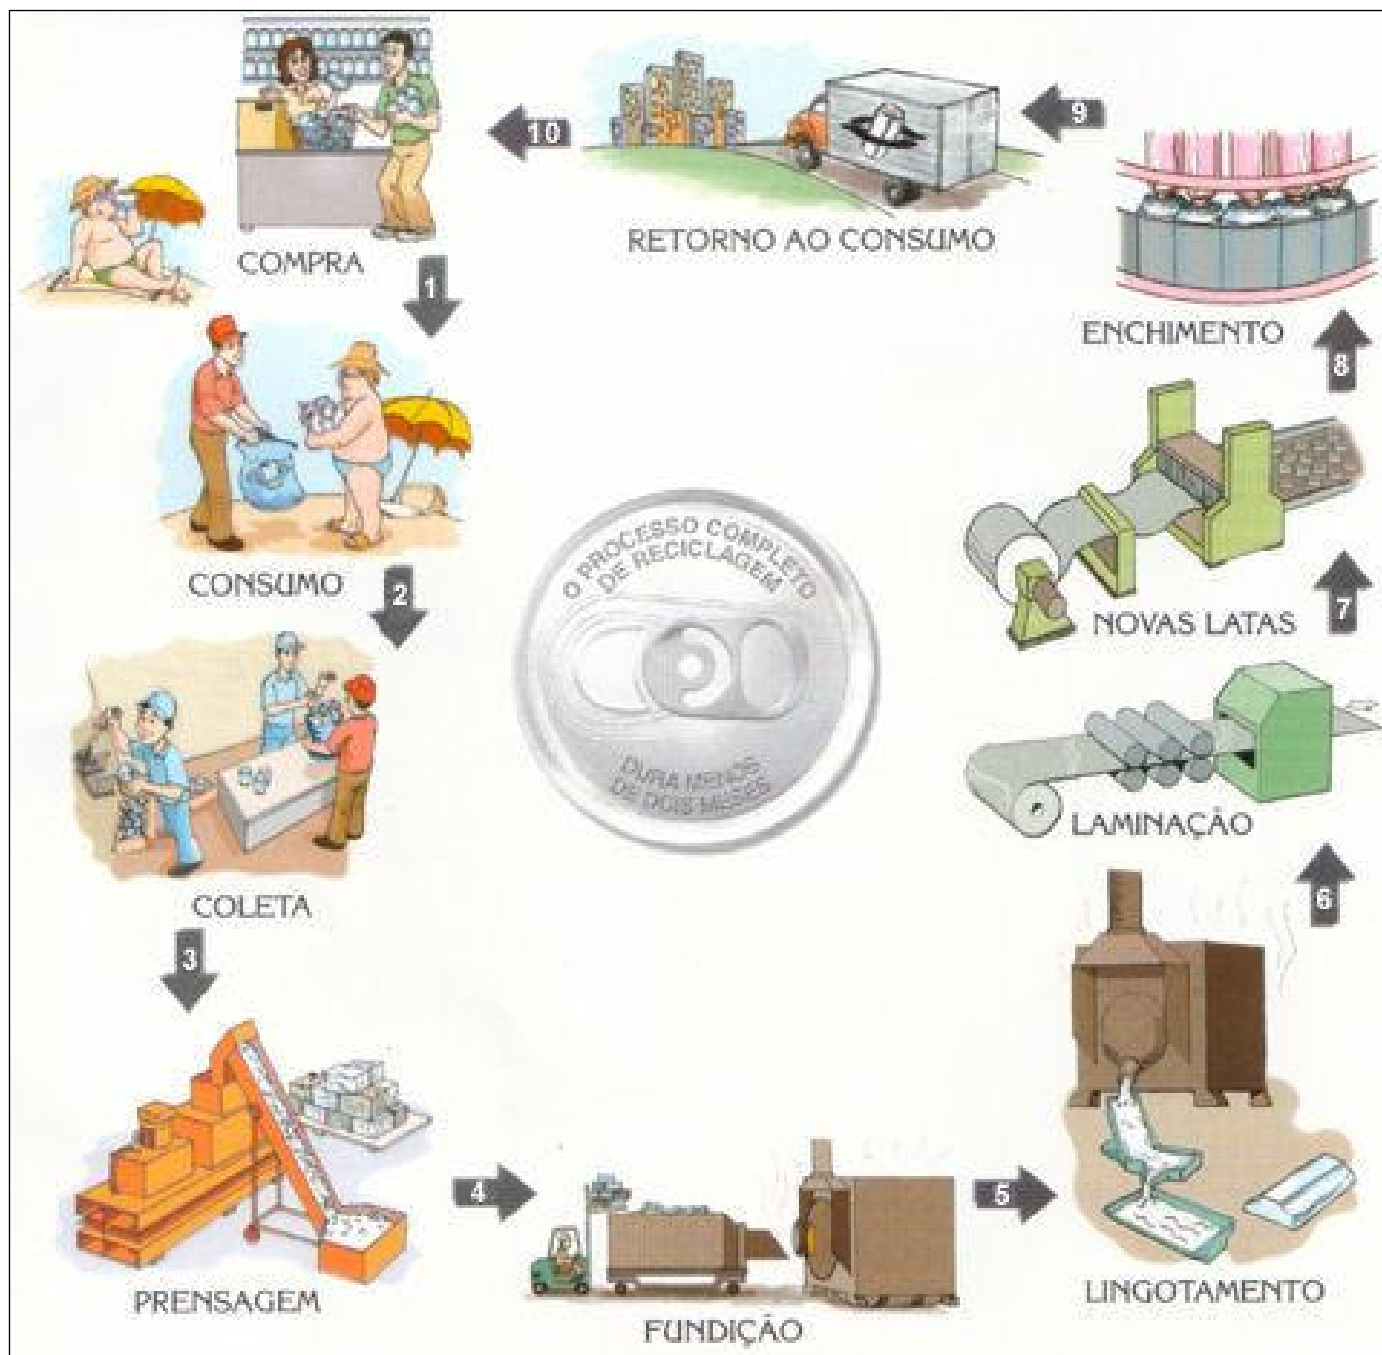 COMPRA
1
CONSUMO
2
COLETA
3
PRENSAGEM
4
FUNDIÇÃO
5
LINGOTAMENTO
6
LAMINAÇÃO
7
NOVAS LATAS
8
ENCHIMENTO
9
RETORNO AO CONSUMO
10
O PROCESSO COMPLETO
DE RECICLAGEM
DURA MENOS
DE DOIS MESES